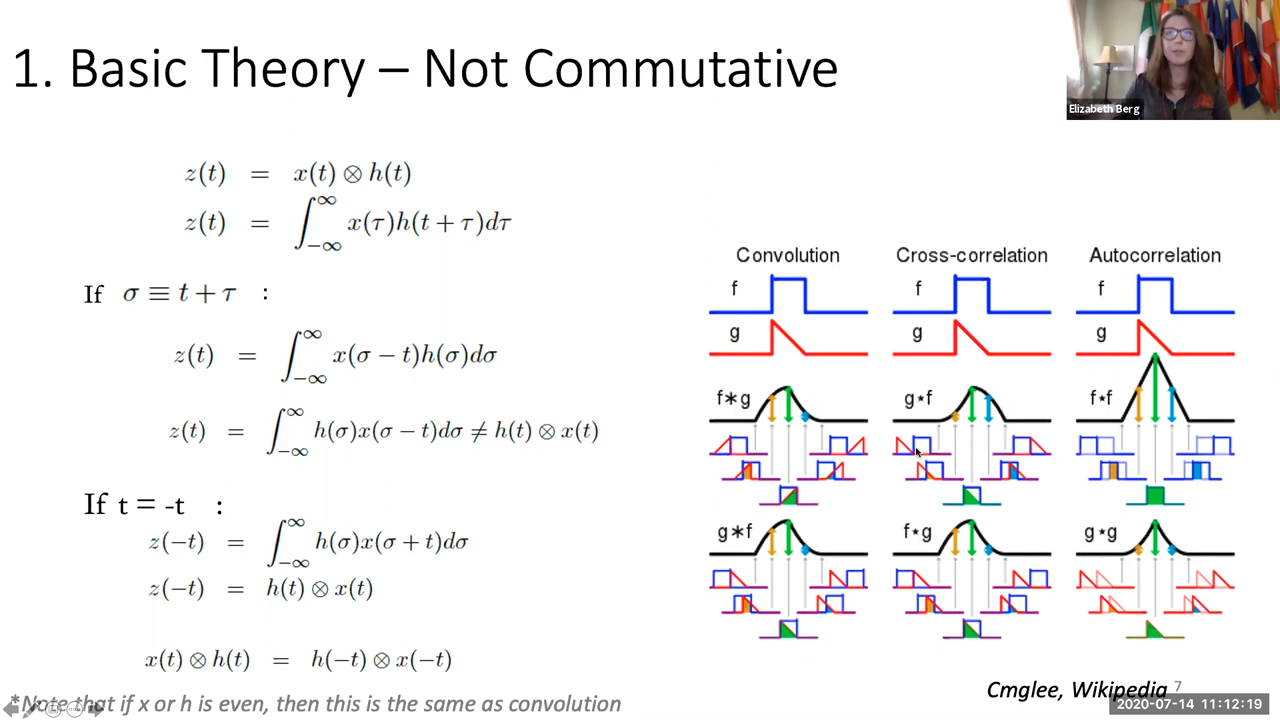 1. Basic Theory – Not Commutative
Elizabeth Berg
z(t) = x(t) ⊗ h(t)
z(t) = ∫_{-∞}^{∞} x(τ)h(t + τ)dτ
If σ ≡ t + τ :
z(t) = ∫_{-∞}^{∞} x(σ − t)h(σ)dσ
z(t) = ∫_{-∞}^{∞} h(σ)x(σ − t)dσ ≠ h(t) ⊗ x(t)
If t = -t :
z(−t) = ∫_{-∞}^{∞} h(σ)x(σ + t)dσ
z(−t) = h(t) ⊗ x(t)
x(t) ⊗ h(t) = h(−t) ⊗ x(−t)
*Note that if x or h is even, then this is the same as convolution
Convolution Cross-correlation Autocorrelation
f f f
g g g
f∗g g⋆f f⋆f
g∗f f⋆g g⋆g
Cmglee, Wikipedia 7
2020-07-14 11:12:19